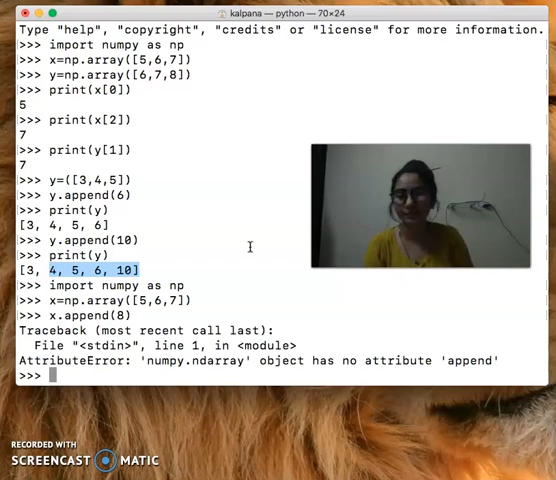 kalpana — python — 70×24
Type "help", "copyright", "credits" or "license" for more information.
>>> import numpy as np
>>> x=np.array([5,6,7])
>>> y=np.array([6,7,8])
>>> print(x[0])
5
>>> print(x[2])
7
>>> print(y[1])
7
>>> y=([3,4,5])
>>> y.append(6)
>>> print(y)
[3, 4, 5, 6]
>>> y.append(10)
>>> print(y)
[3, 4, 5, 6, 10]
>>> import numpy as np
>>> x=np.array([5,6,7])
>>> x.append(8)
Traceback (most recent call last):
  File "<stdin>", line 1, in <module>
AttributeError: 'numpy.ndarray' object has no attribute 'append'
>>>
RECORDED WITH
SCREENCAST MATIC